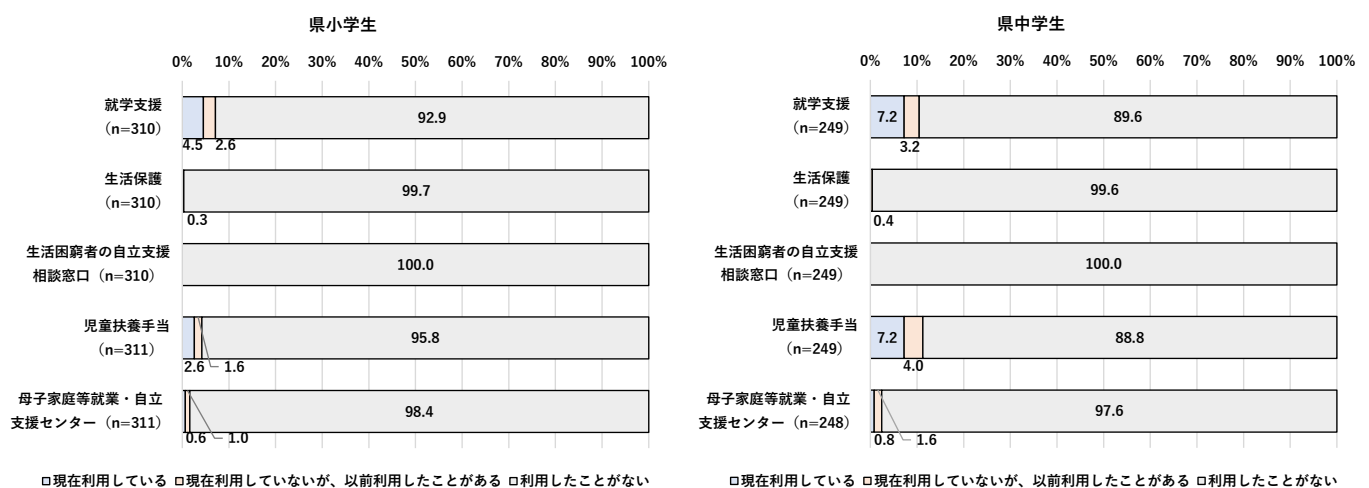 県小学生
0% 10% 20% 30% 40% 50% 60% 70% 80% 90% 100%
就学支援
（n=310）
92.9
4.5 2.6
生活保護
（n=310）
99.7
0.3
生活困窮者の自立支援
相談窓口（n=310）
100.0
児童扶養手当
（n=311）
95.8
2.6 1.6
母子家庭等就業・自立
支援センター（n=311）
98.4
0.6 1.0
□現在利用している □現在利用していないが、以前利用したことがある □利用したことがない
県中学生
0% 10% 20% 30% 40% 50% 60% 70% 80% 90% 100%
就学支援
（n=249）
7.2 89.6
3.2
生活保護
（n=249）
99.6
0.4
生活困窮者の自立支援
相談窓口（n=249）
100.0
児童扶養手当
（n=249）
7.2 88.8
4.0
母子家庭等就業・自立
支援センター（n=248）
97.6
0.8 1.6
□現在利用している □現在利用していないが、以前利用したことがある □利用したことがない